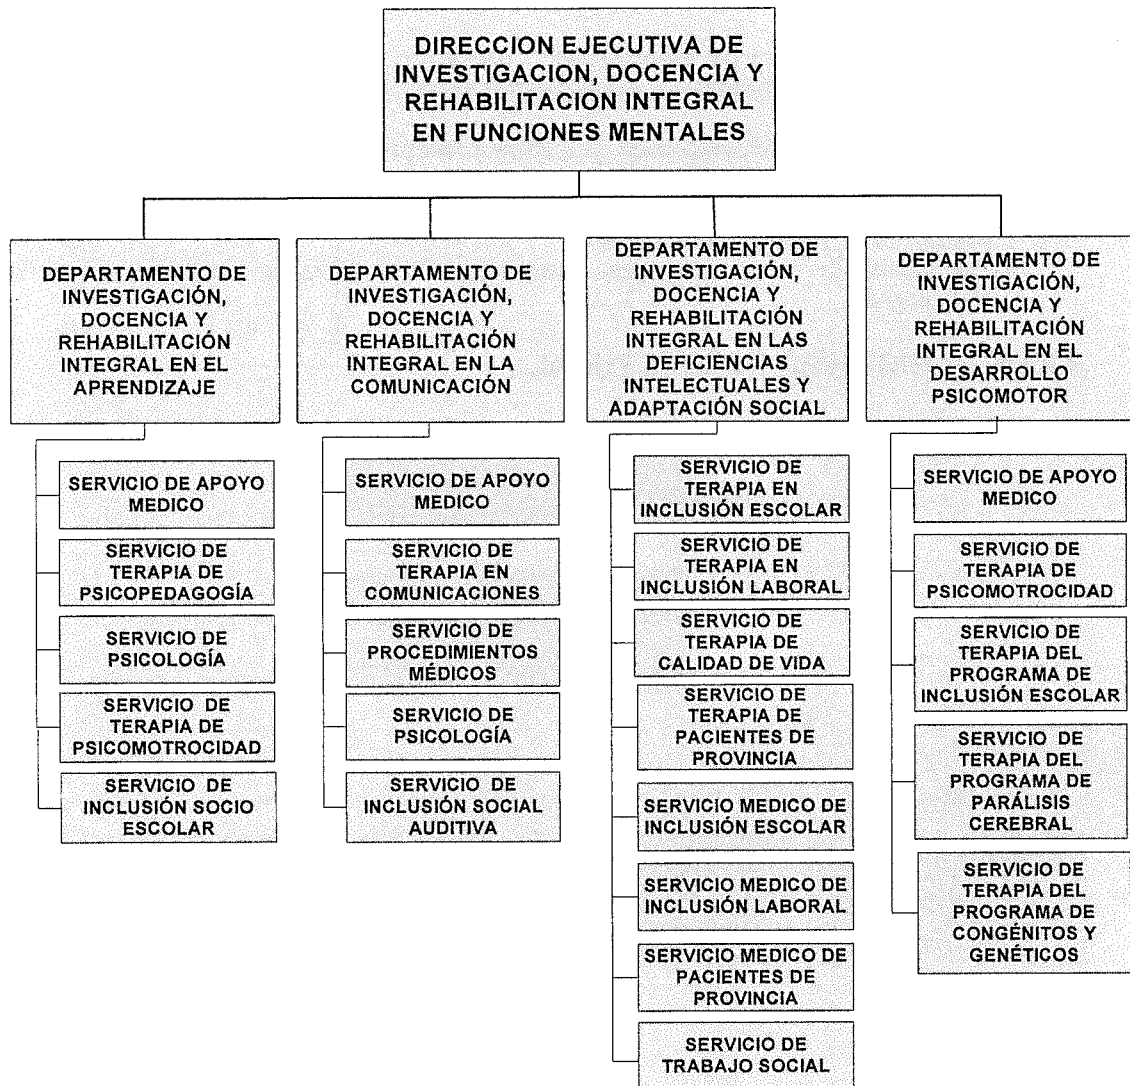 DIRECCION EJECUTIVA DE
INVESTIGACION, DOCENCIA Y
REHABILITACION INTEGRAL
EN FUNCIONES MENTALES
DEPARTAMENTO DE
INVESTIGACIÓN,
DOCENCIA Y
REHABILITACIÓN
INTEGRAL EN EL
APRENDIZAJE
SERVICIO DE APOYO
MEDICO
SERVICIO DE
TERAPIA DE
PSICOPEDAGOGÍA
SERVICIO DE
PSICOLOGÍA
SERVICIO DE
TERAPIA DE
PSICOMOTROCIDAD
SERVICIO DE
INCLUSIÓN SOCIO
ESCOLAR
DEPARTAMENTO DE
INVESTIGACIÓN,
DOCENCIA Y
REHABILITACIÓN
INTEGRAL EN LA
COMUNICACIÓN
SERVICIO DE APOYO
MEDICO
SERVICIO DE
TERAPIA EN
COMUNICACIONES
SERVICIO DE
PROCEDIMIENTOS
MÉDICOS
SERVICIO DE
PSICOLOGÍA
SERVICIO DE
INCLUSIÓN SOCIAL
AUDITIVA
DEPARTAMENTO DE
INVESTIGACIÓN,
DOCENCIA Y
REHABILITACIÓN
INTEGRAL EN LAS
DEFICIENCIAS
INTELECTUALES Y
ADAPTACIÓN SOCIAL
SERVICIO DE
TERAPIA EN
INCLUSIÓN ESCOLAR
SERVICIO DE
TERAPIA EN
INCLUSIÓN LABORAL
SERVICIO DE
TERAPIA DE
CALIDAD DE VIDA
SERVICIO DE
TERAPIA DE
PACIENTES DE
PROVINCIA
SERVICIO MEDICO DE
INCLUSIÓN ESCOLAR
SERVICIO MEDICO DE
INCLUSIÓN LABORAL
SERVICIO MEDICO DE
PACIENTES DE
PROVINCIA
SERVICIO DE
TRABAJO SOCIAL
DEPARTAMENTO DE
INVESTIGACIÓN,
DOCENCIA Y
REHABILITACIÓN
INTEGRAL EN EL
DESARROLLO
PSICOMOTOR
SERVICIO DE APOYO
MEDICO
SERVICIO DE
TERAPIA DE
PSICOMOTROCIDAD
SERVICIO DE
TERAPIA DEL
PROGRAMA DE
INCLUSIÓN ESCOLAR
SERVICIO DE
TERAPIA DEL
PROGRAMA DE
PARÁLISIS
CEREBRAL
SERVICIO DE
TERAPIA DEL
PROGRAMA DE
CONGÉNITOS Y
GENÉTICOS